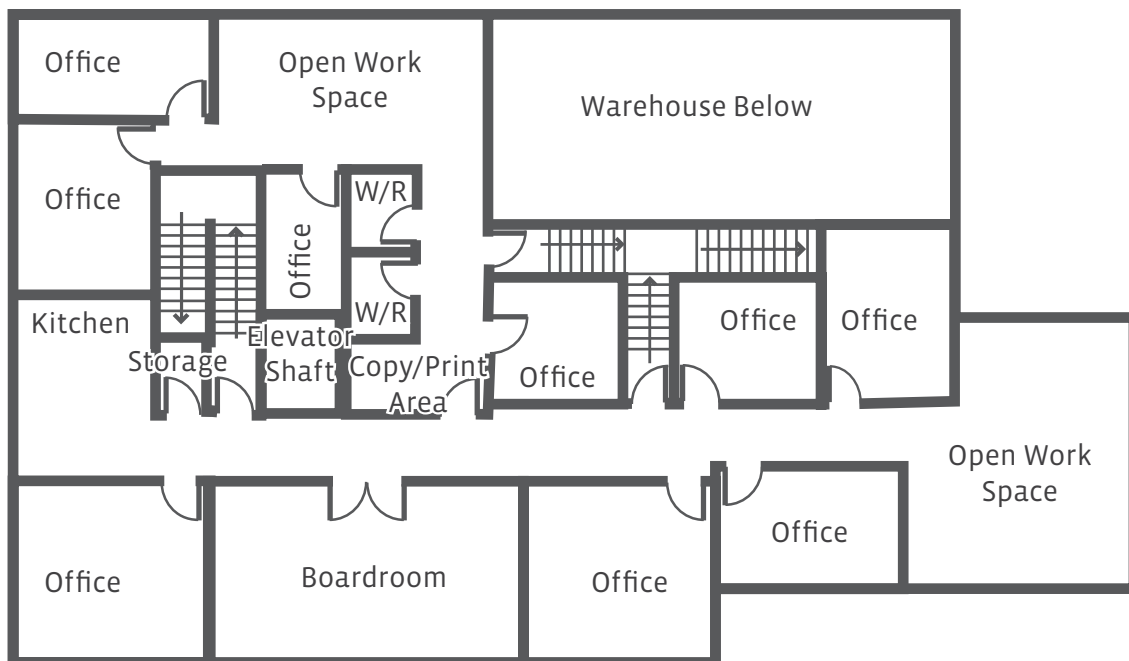 Office
Open Work
Space
Warehouse Below
Office
W/R
Office
W/R
Kitchen
Storage
Elevator
Shaft
Copy/Print
Area
Office
Office
Office
Open Work
Space
Office
Boardroom
Office
Office